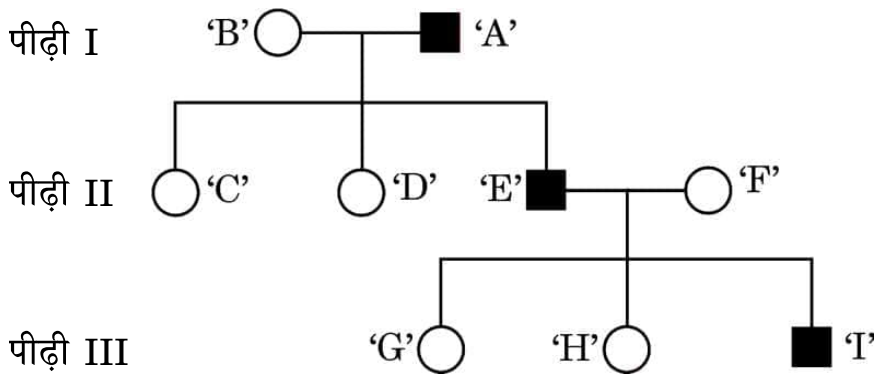 पीढ़ी I ‘B’ ‘A’
पीढ़ी II ‘C’ ‘D’ ‘E’ ‘F’
पीढ़ी III ‘G’ ‘H’ ‘I’